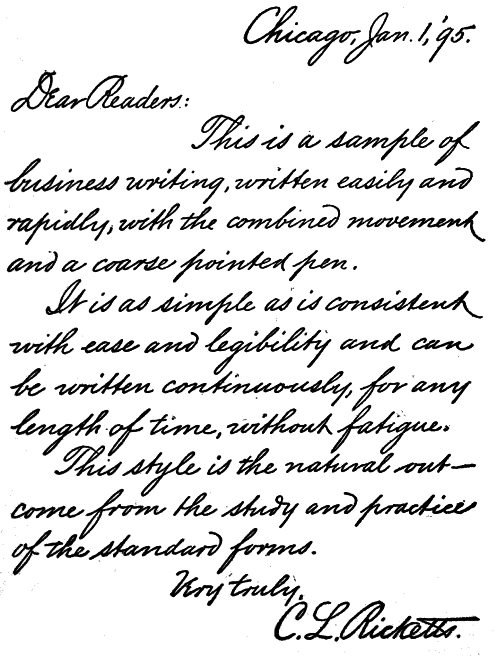 Chicago, Jan. 1, '95.
Dear Readers:
This is a sample of
business writing, written easily and
rapidly, with the combined movement
and a coarse pointed pen.
It is as simple as is consistent
with ease and legibility and can
be written continuously, for any
length of time, without fatigue.
This style is the natural out-
come from the study and practice
of the standard forms.
Very truly,
C. L. Ricketts.